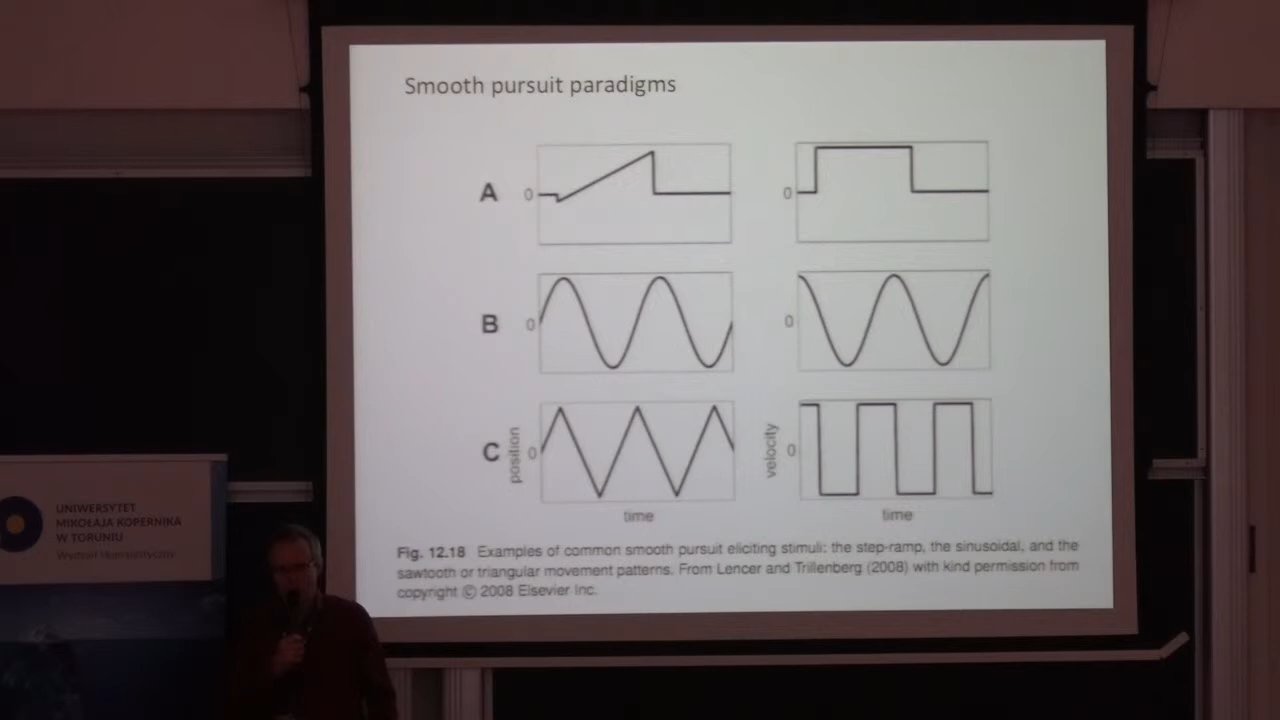 Smooth pursuit paradigms
A
0
0
B
0
0
C
position
0
velocity
0
time
time
Fig. 12.18 Examples of common smooth pursuit eliciting stimuli: the step-ramp, the sinusoidal, and the
sawtooth or triangular movement patterns. From Lencer and Trillenberg (2008) with kind permission from
copyright © 2008 Elsevier Inc.
UNIWERSYTET
MIKOŁAJA KOPERNIKA
W TORUNIU
Wydział Humanistyczny